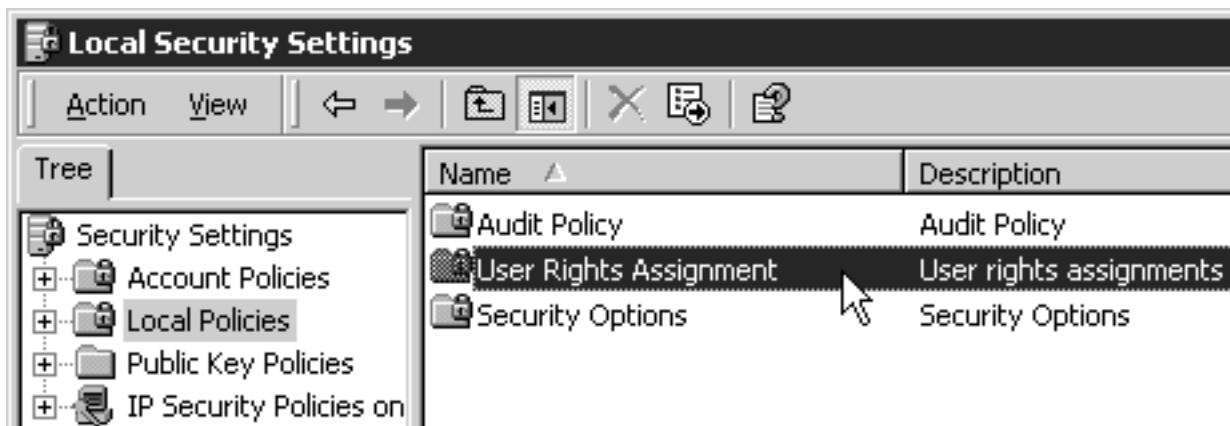 Local Security Settings
Action View
Tree
Name Description
Security Settings
Account Policies
Local Policies
Public Key Policies
IP Security Policies on
Audit Policy Audit Policy
User Rights Assignment User rights assignments
Security Options Security Options